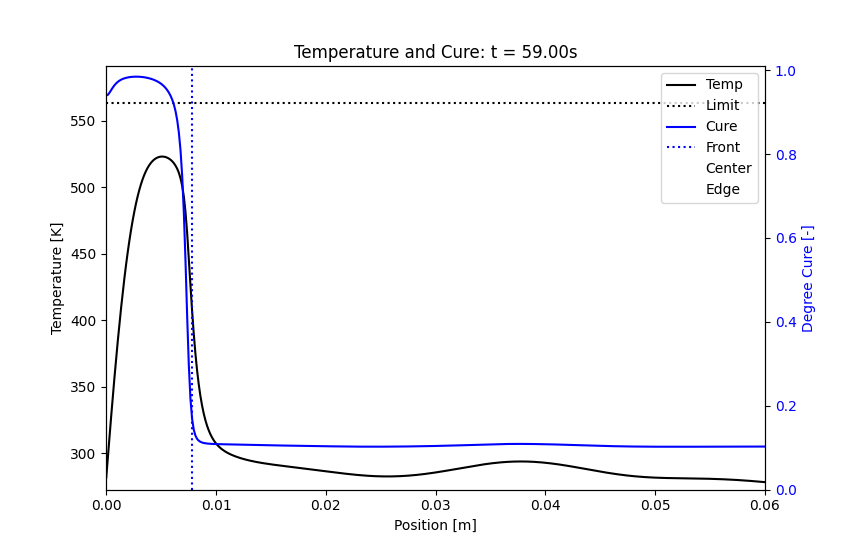 Temperature and Cure: t = 59.00s
Temperature [K]
550
500
450
400
350
300
1.0
0.8
0.6
0.4
0.2
0.0
Degree Cure [-]
Temp
Limit
Cure
Front
Center
Edge
0.00 0.01 0.02 0.03 0.04 0.05 0.06
Position [m]